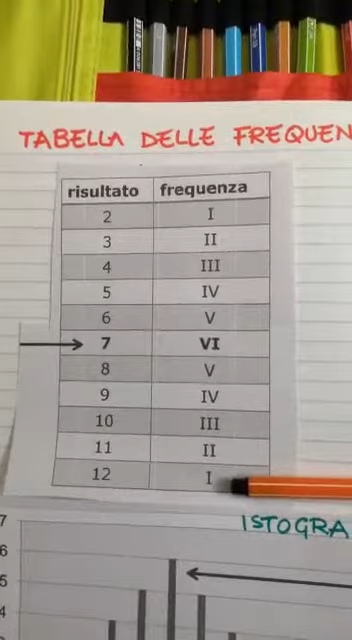 TABELLA DELLE FREQUEN
risultato frequenza
2 I
3 II
4 III
5 IV
6 V
7 VI
8 V
9 IV
10 III
11 II
12 I
ISTOGRA
7
6
5
4